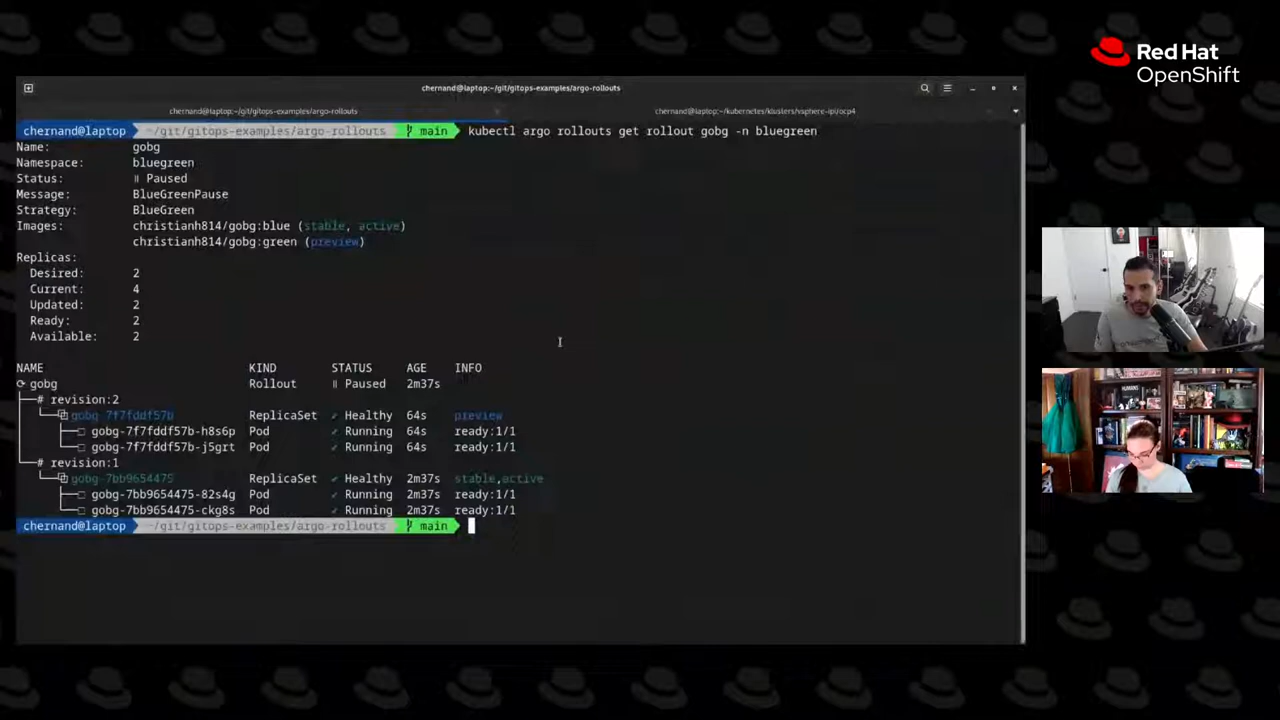 Red Hat
OpenShift
chernand@laptop:~/git/gitops-examples/argo-rollouts
chernand@laptop:~/git/gitops-examples/argo-rollouts
chernand@laptop:~/kubernetes/klusters/vsphere-ipi/ocp4
chernand@laptop ~/git/gitops-examples/argo-rollouts main kubectl argo rollouts get rollout gobg -n bluegreen
Name: gobg
Namespace: bluegreen
Status: ॥ Paused
Message: BlueGreenPause
Strategy: BlueGreen
Images: christianh814/gobg:blue (stable, active)
christianh814/gobg:green (preview)
Replicas:
Desired: 2
Current: 4
Updated: 2
Ready: 2
Available: 2
NAME KIND STATUS AGE INFO
⟳ gobg Rollout ॥ Paused 2m37s
├──# revision:2
│ └──⧉ gobg-7f7fddf57b ReplicaSet ✔ Healthy 64s preview
│ ├──□ gobg-7f7fddf57b-h8s6p Pod ✔ Running 64s ready:1/1
│ └──□ gobg-7f7fddf57b-j5grt Pod ✔ Running 64s ready:1/1
└──# revision:1
└──⧉ gobg-7bb9654475 ReplicaSet ✔ Healthy 2m37s stable,active
├──□ gobg-7bb9654475-82s4g Pod ✔ Running 2m37s ready:1/1
└──□ gobg-7bb9654475-ckg8s Pod ✔ Running 2m37s ready:1/1
chernand@laptop ~/git/gitops-examples/argo-rollouts main
HUMANS